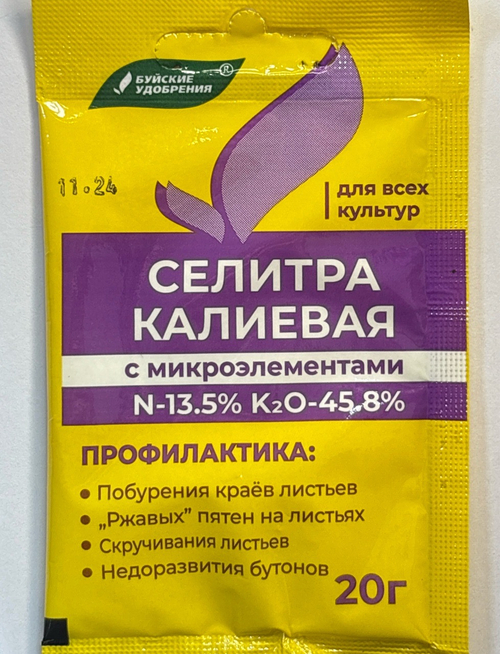 БУЙСКИЕ ®
УДОБРЕНИЯ
11.24
для всех
культур
СЕЛИТРА
КАЛИЕВАЯ
с микроэлементами
N-13.5% K₂O-45,8%
ПРОФИЛАКТИКА:
• Побурения краёв листьев
• „Ржавых” пятен на листьях
• Скручивания листьев
• Недоразвития бутонов
20г